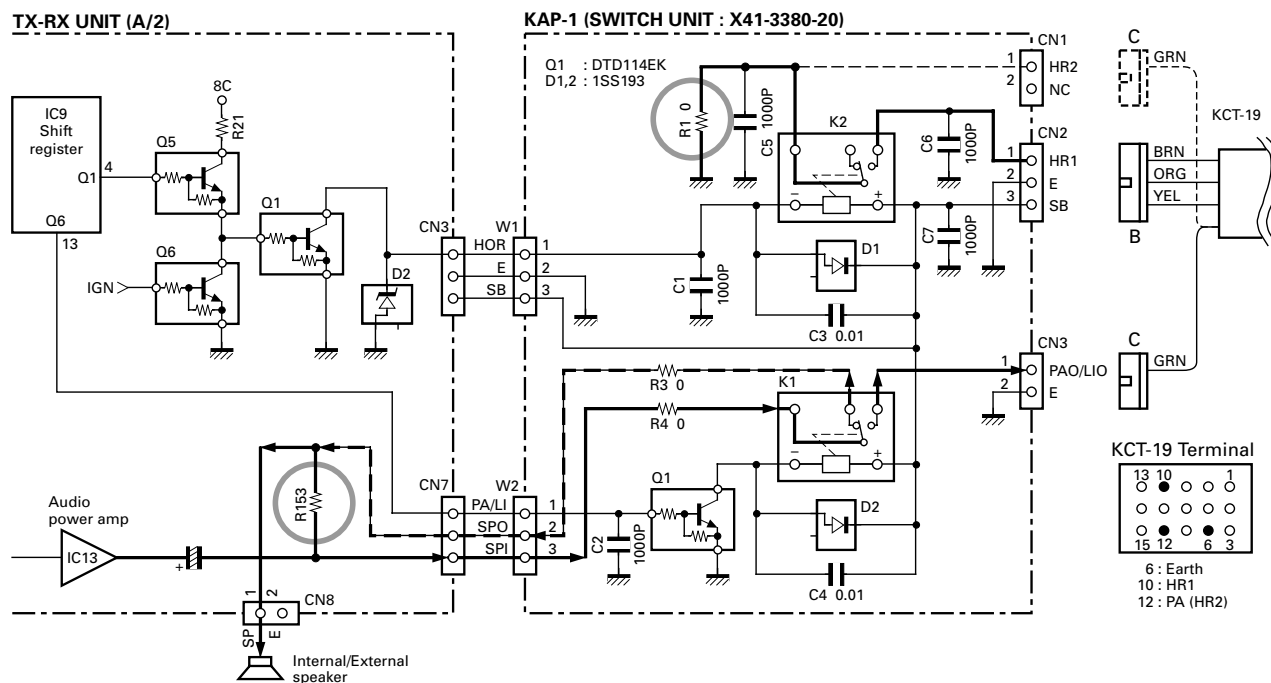 TX-RX UNIT (A/2)
KAP-1 (SWITCH UNIT : X41-3380-20)
IC9
Shift
register
Q1
4
Q6
13
8C
R21
Q5
Q6
IGN
Q1
D2
CN3
HOR
E
SB
W1
1
2
3
Q1 : DTD114EK
D1,2 : 1SS193
R1 0
C5
1000P
K2
C6
1000P
− +
C1
1000P
D1
C3 0.01
C7
1000P
CN1
1 HR2
2 NC
CN2
1 HR1
2 E
3 SB
CN3
1 PAO/LIO
2 E
C
GRN
KCT-19
BRN
ORG
YEL
B
C
GRN
R3 0
R4 0
K1
− +
Q1
D2
C2
1000P
C4 0.01
CN7
PA/LI
SPO
SPI
W2
1
2
3
R153
Audio
power amp
IC13
+
1 2
CN8
SP E
Internal/External
speaker
KCT-19 Terminal
13 10 1
15 12 6 3
6 : Earth
10 : HR1
12 : PA (HR2)